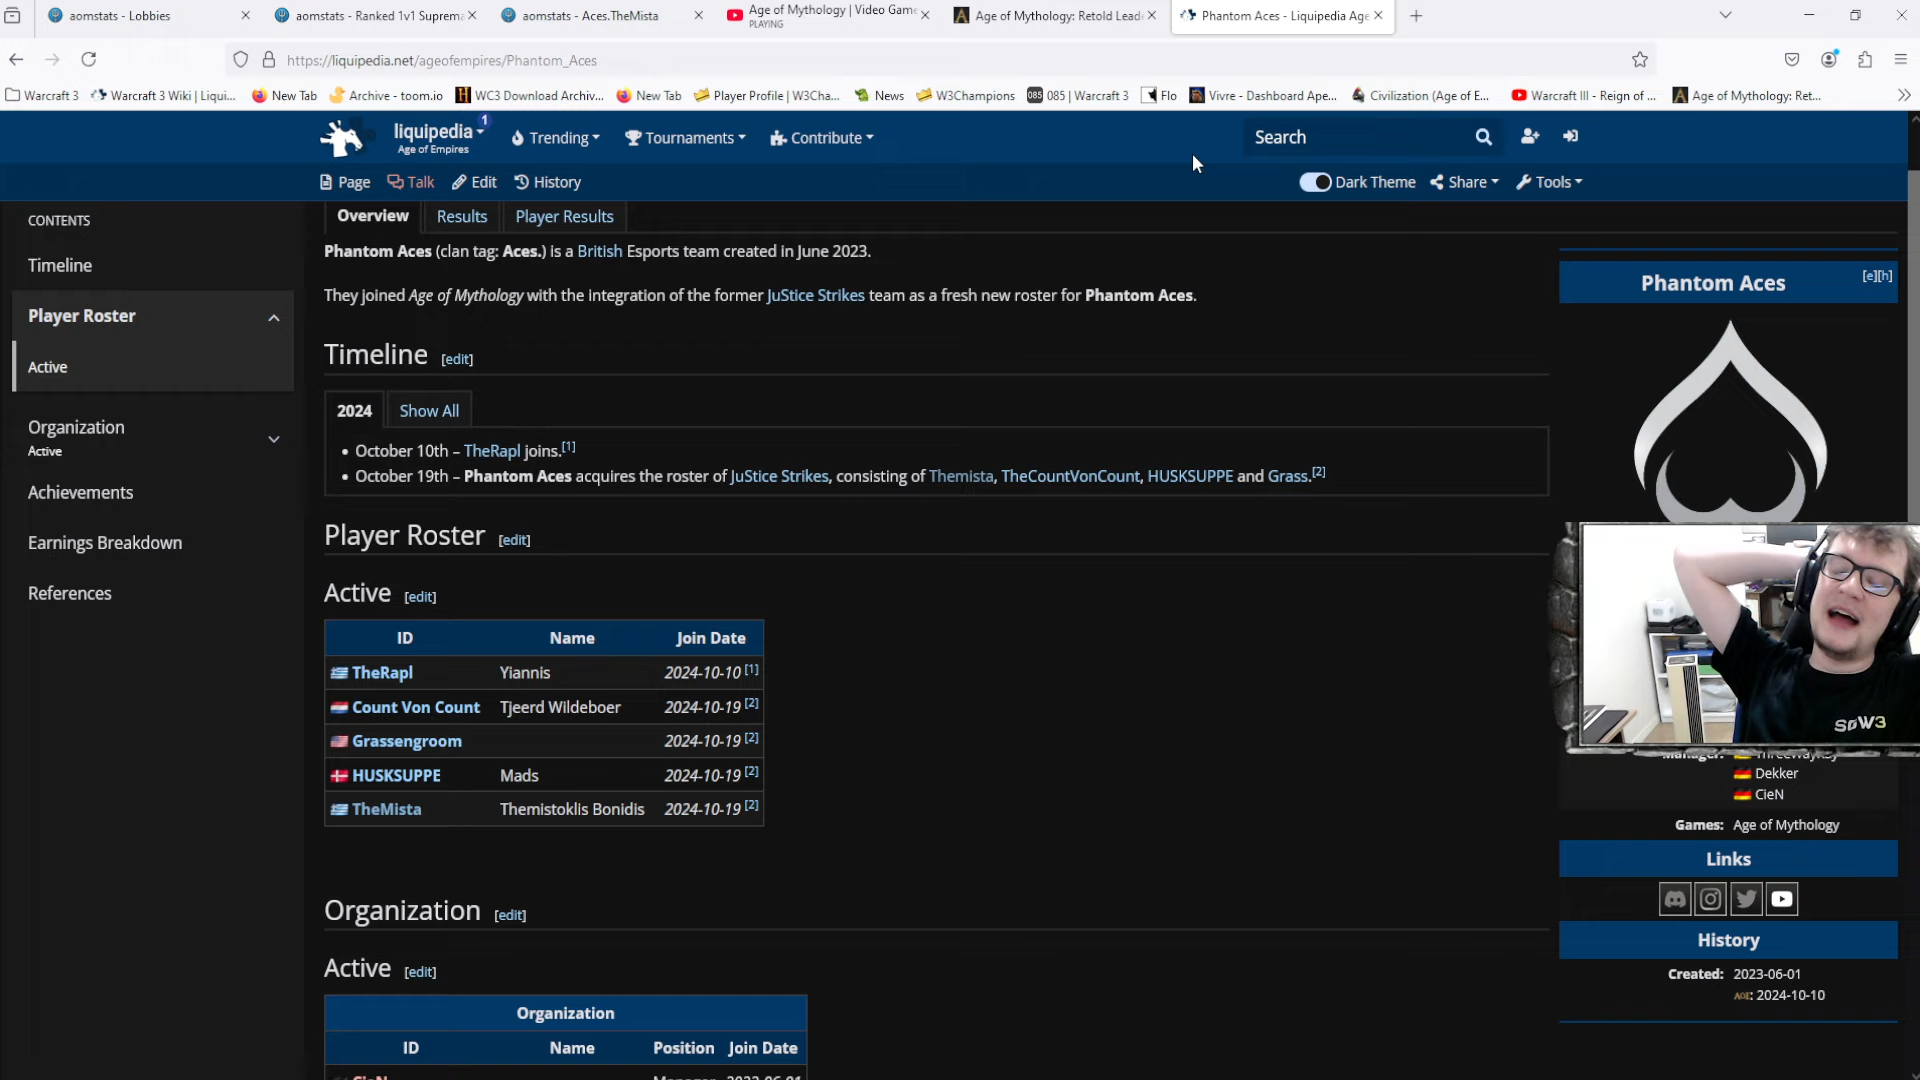 aomstats - Lobbies
aomstats - Ranked 1v1 Suprema
aomstats - Aces.TheMista
Age of Mythology | Video Game
PLAYING
Age of Mythology: Retold Lead
Phantom Aces - Liquipedia Age
https://liquipedia.net/ageofempires/Phantom_Aces
Warcraft 3
Warcraft 3 Wiki | Liqui...
New Tab
Archive - toom.io
WC3 Download Archiv...
New Tab
Player Profile | W3Cha...
News
W3Champions
085 | Warcraft 3
Flo
Vivre - Dashboard Ape...
Civilization (Age of E...
Warcraft III - Reign of ...
Age of Mythology: Ret...
liquipedia
1
Age of Empires
Trending
Tournaments
Contribute
Search
Page
Talk
Edit
History
Dark Theme
Share
Tools
CONTENTS
Timeline
Player Roster
Active
Organization
Active
Achievements
Earnings Breakdown
References
Overview
Results
Player Results
Phantom Aces (clan tag: Aces.) is a British Esports team created in June 2023.
They joined Age of Mythology with the integration of the former JuStice Strikes team as a fresh new roster for Phantom Aces.
Timeline [edit]
2024
Show All
• October 10th – TheRapl joins.[1]
• October 19th – Phantom Aces acquires the roster of JuStice Strikes, consisting of Themista, TheCountVonCount, HUSKSUPPE and Grass.[2]
Player Roster [edit]
Active [edit]
ID Name Join Date
TheRapl Yiannis 2024-10-10 [1]
Count Von Count Tjeerd Wildeboer 2024-10-19 [2]
Grassengroom 2024-10-19 [2]
HUSKSUPPE Mads 2024-10-19 [2]
TheMista Themistoklis Bonidis 2024-10-19 [2]
Organization [edit]
Active [edit]
Organization
ID Name Position Join Date
Phantom Aces
[e][h]
SOW3
Dekker
CieN
Games: Age of Mythology
Links
History
Created: 2023-06-01
AOE: 2024-10-10